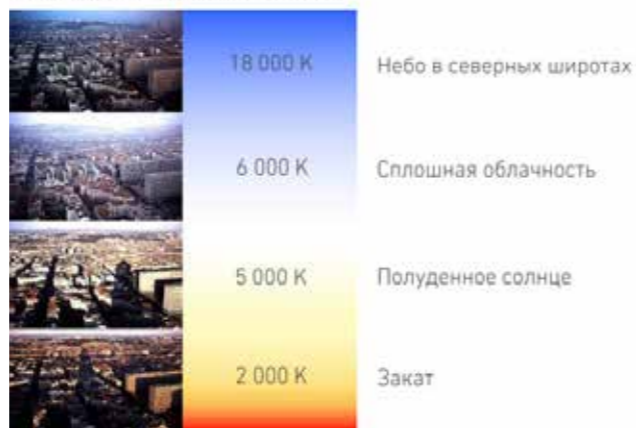 18 000 K
Небо в северных широтах
6 000 K
Сплошная облачность
5 000 K
Полуденное солнце
2 000 K
Закат